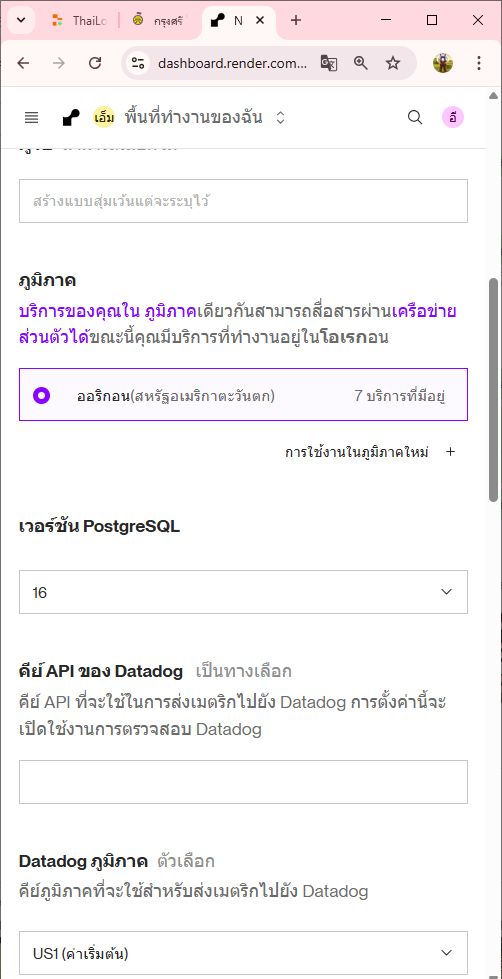 ThaiLo
กรุงศรี
N
dashboard.render.com...
เอ็ม พื้นที่ทำงานของฉัน
อี
สร้างแบบสุ่มเว้นแต่จะระบุไว้
ภูมิภาค
บริการของคุณใน ภูมิภาคเดียวกันสามารถสื่อสารผ่านเครือข่าย
ส่วนตัวได้ขณะนี้คุณมีบริการที่ทำงานอยู่ในโอเรกอน
ออริกอน(สหรัฐอเมริกาตะวันตก) 7 บริการที่มีอยู่
การใช้งานในภูมิภาคใหม่ +
เวอร์ชัน PostgreSQL
16
คีย์ API ของ Datadog เป็นทางเลือก
คีย์ API ที่จะใช้ในการส่งเมตริกไปยัง Datadog การตั้งค่านี้จะ
เปิดใช้งานการตรวจสอบ Datadog
Datadog ภูมิภาค ตัวเลือก
คีย์ภูมิภาคที่จะใช้สำหรับส่งเมตริกไปยัง Datadog
US1 (ค่าเริ่มต้น)